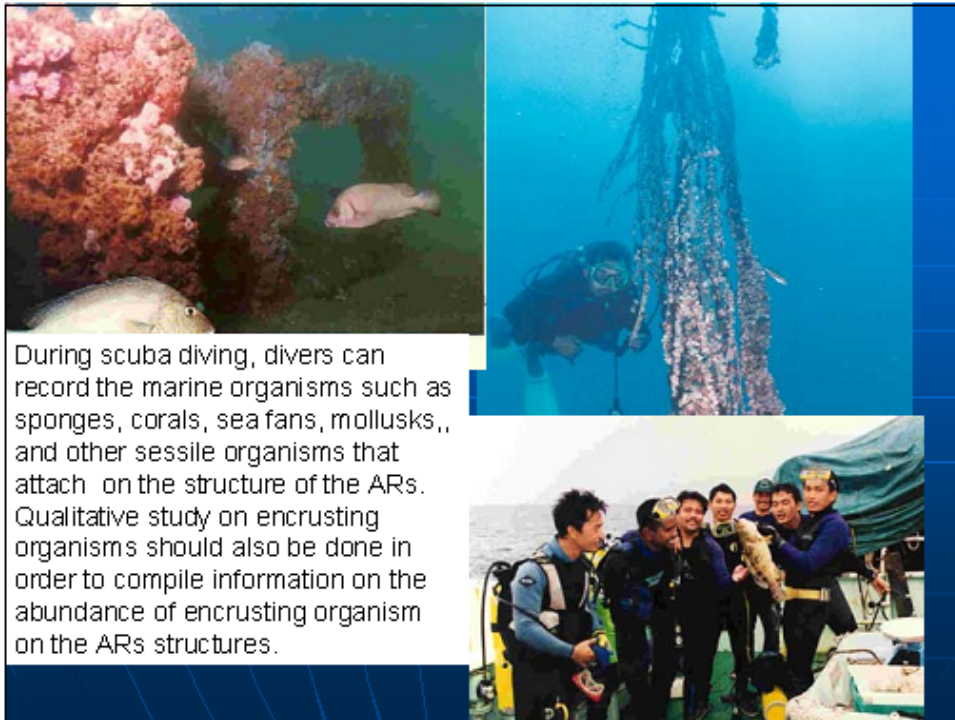 During scuba diving, divers can
record the marine organisms such as
sponges, corals, sea fans, mollusks,,
and other sessile organisms that
attach  on the structure of the ARs.
Qualitative study on encrusting
organisms should also be done in
order to compile information on the
abundance of encrusting organism
on the ARs structures.